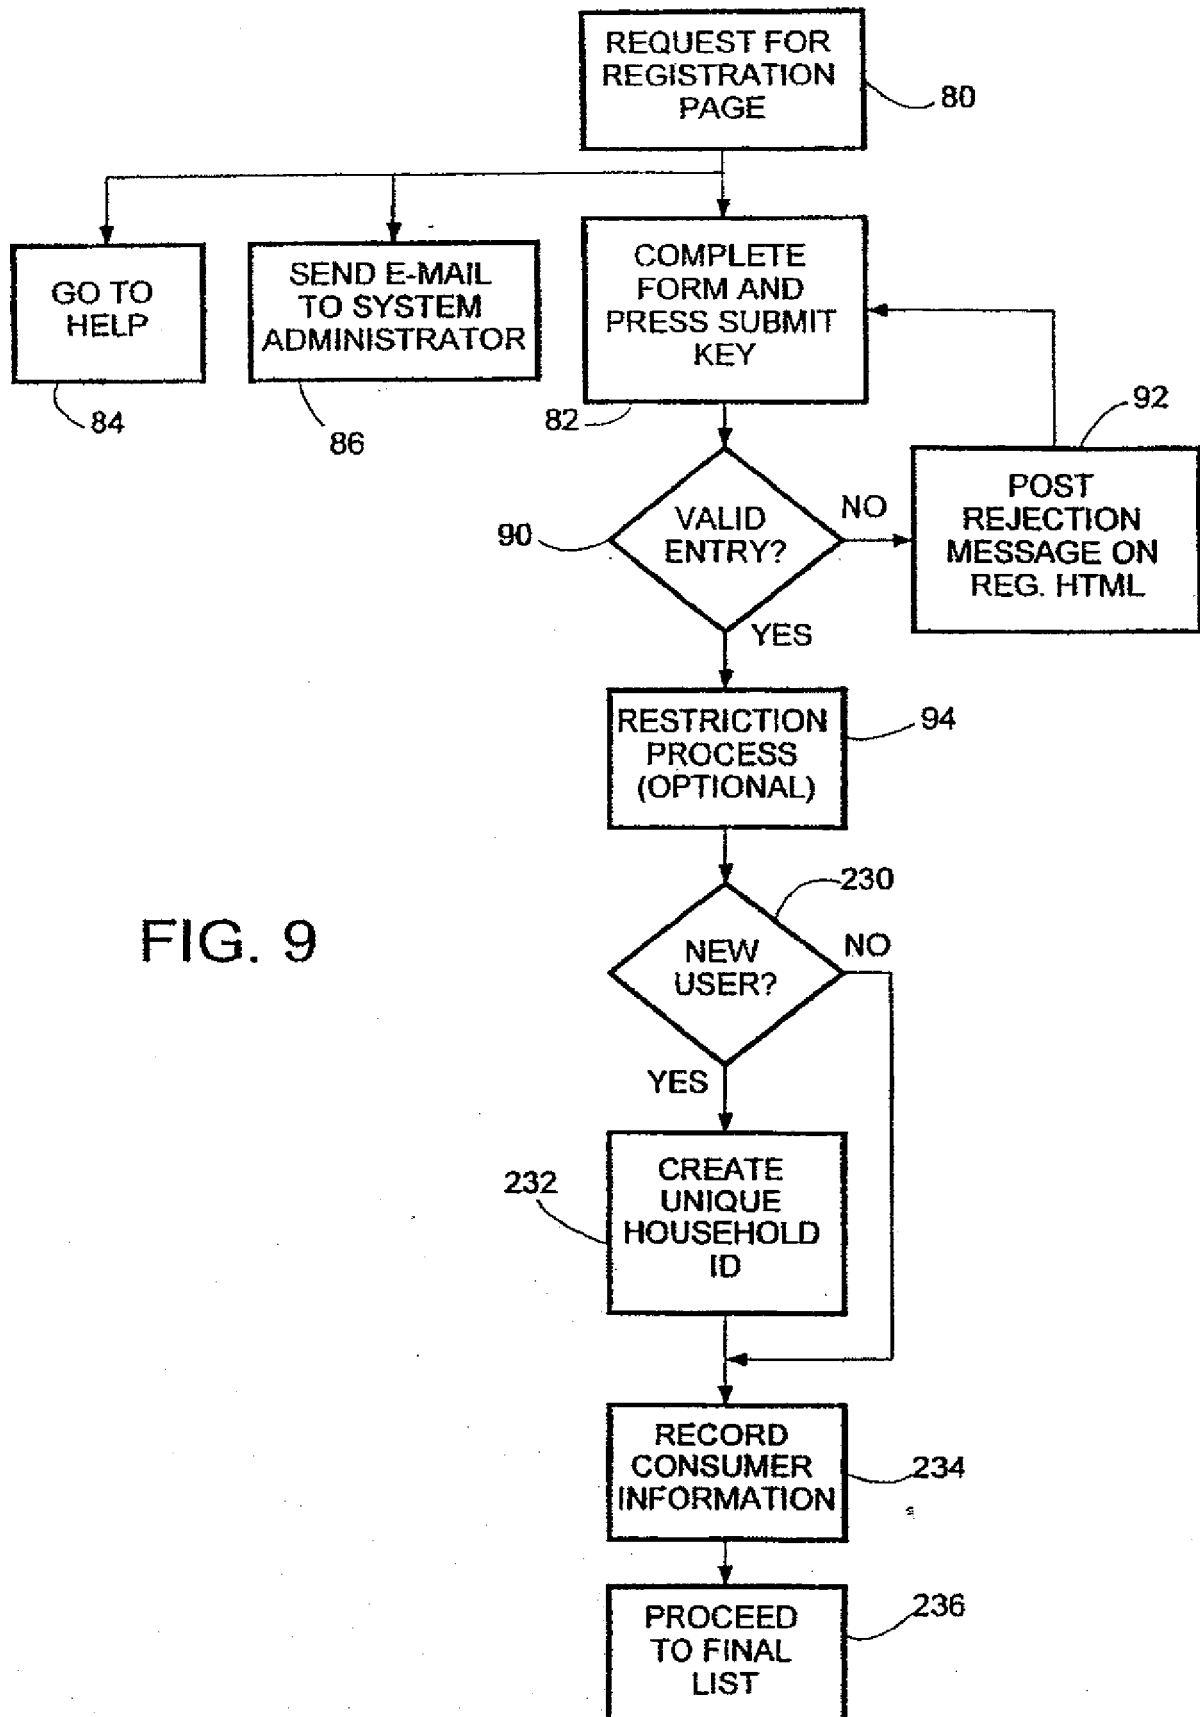 REQUEST FOR
REGISTRATION
PAGE
80
GO TO
HELP
84
SEND E-MAIL
TO SYSTEM
ADMINISTRATOR
86
COMPLETE
FORM AND
PRESS SUBMIT
KEY
82
92
POST
REJECTION
MESSAGE ON
REG. HTML
90
VALID
ENTRY?
NO
YES
RESTRICTION
PROCESS
(OPTIONAL)
94
230
FIG. 9
NEW
USER?
NO
YES
232
CREATE
UNIQUE
HOUSEHOLD
ID
RECORD
CONSUMER
INFORMATION
234
PROCEED
TO FINAL
LIST
236